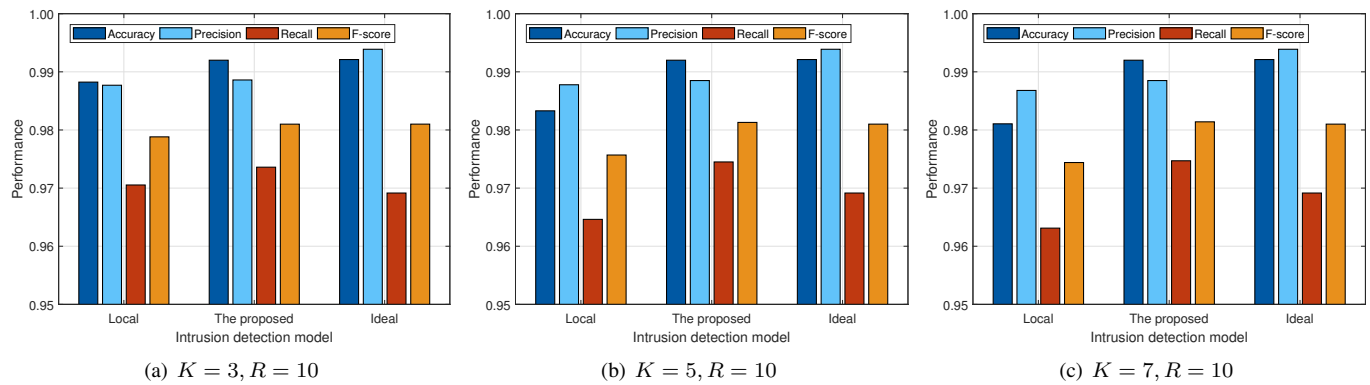 1.00
0.99
0.98
0.97
0.96
0.95
Performance
Accuracy Precision Recall F-score
Local The proposed Ideal
Intrusion detection model
(a) K = 3, R = 10
1.00
0.99
0.98
0.97
0.96
0.95
Performance
Accuracy Precision Recall F-score
Local The proposed Ideal
Intrusion detection model
(b) K = 5, R = 10
1.00
0.99
0.98
0.97
0.96
0.95
Performance
Accuracy Precision Recall F-score
Local The proposed Ideal
Intrusion detection model
(c) K = 7, R = 10